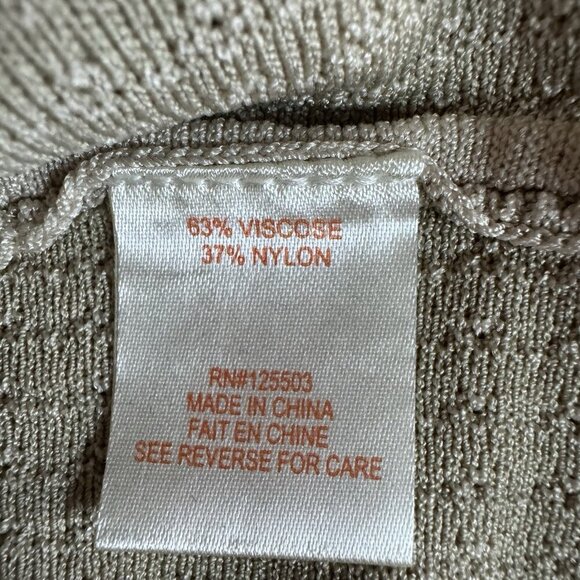 63% VISCOSE
37% NYLON
RN#125503
MADE IN CHINA
FAIT EN CHINE
SEE REVERSE FOR CARE